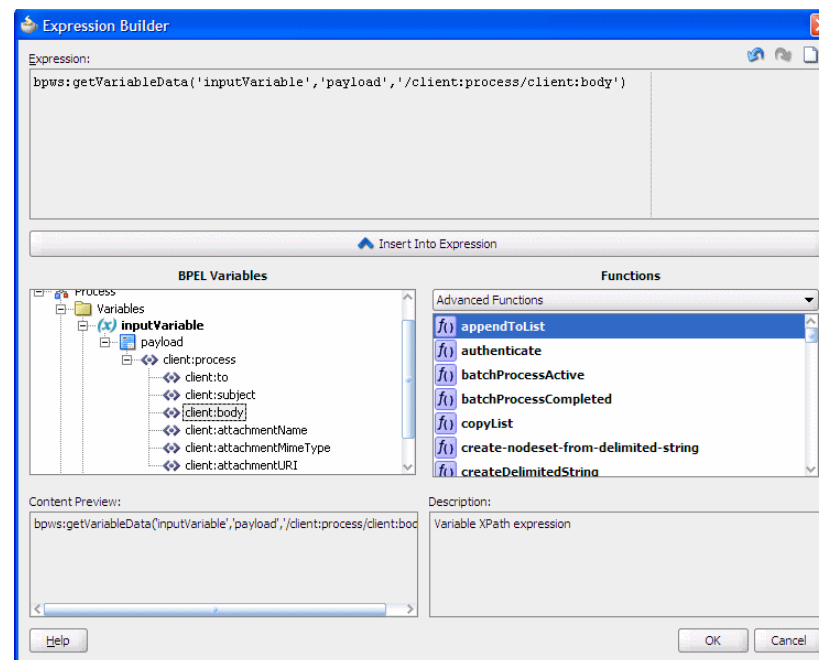 Expression Builder
Expression:
bpws:getVariableData('inputVariable','payload','/client:process/client:body')
Insert Into Expression
BPEL Variables
Process
Variables
(x) inputVariable
payload
client:process
client:to
client:subject
client:body
client:attachmentName
client:attachmentMimeType
client:attachmentURI
Functions
Advanced Functions
f() appendToList
f() authenticate
f() batchProcessActive
f() batchProcessCompleted
f() copyList
f() create-nodeset-from-delimited-string
f() createDelimitedString
Content Preview:
bpws:getVariableData('inputVariable','payload','/client:process/client:bod
Description:
Variable XPath expression
Help
OK
Cancel